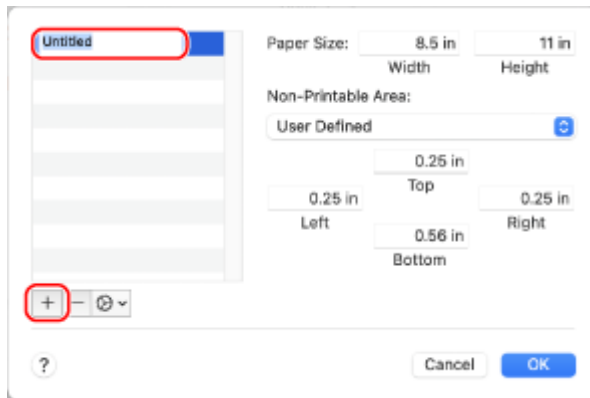 Untitled
Paper Size: 8.5 in 11 in
Width Height
Non-Printable Area:
User Defined
0.25 in
Top
0.25 in 0.25 in
Left Right
0.56 in
Bottom
+ −
? Cancel OK